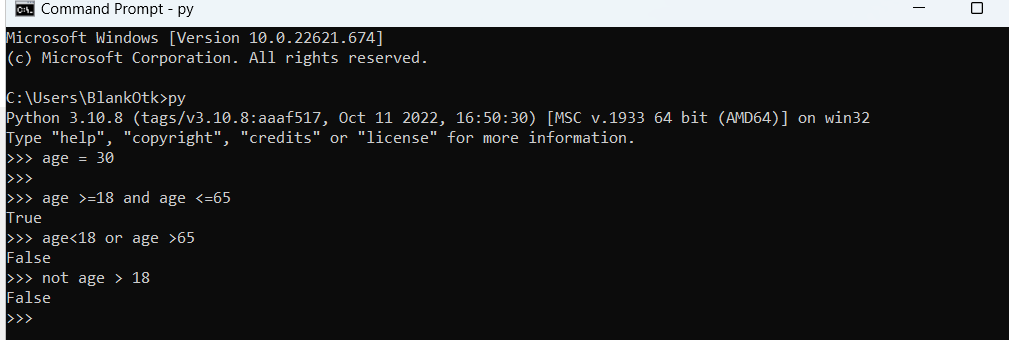 Command Prompt - py
Microsoft Windows [Version 10.0.22621.674]
(c) Microsoft Corporation. All rights reserved.
C:\Users\BlankOtk>py
Python 3.10.8 (tags/v3.10.8:aaaf517, Oct 11 2022, 16:50:30) [MSC v.1933 64 bit (AMD64)] on win32
Type "help", "copyright", "credits" or "license" for more information.
>>> age = 30
>>>
>>> age >=18 and age <=65
True
>>> age<18 or age >65
False
>>> not age > 18
False
>>>